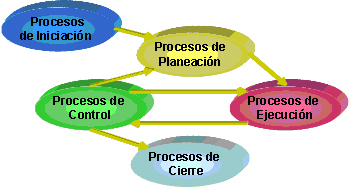 Procesos
de Iniciación
Procesos de
Planeación
Procesos de
Control
Procesos de
Ejecución
Procesos de
Cierre